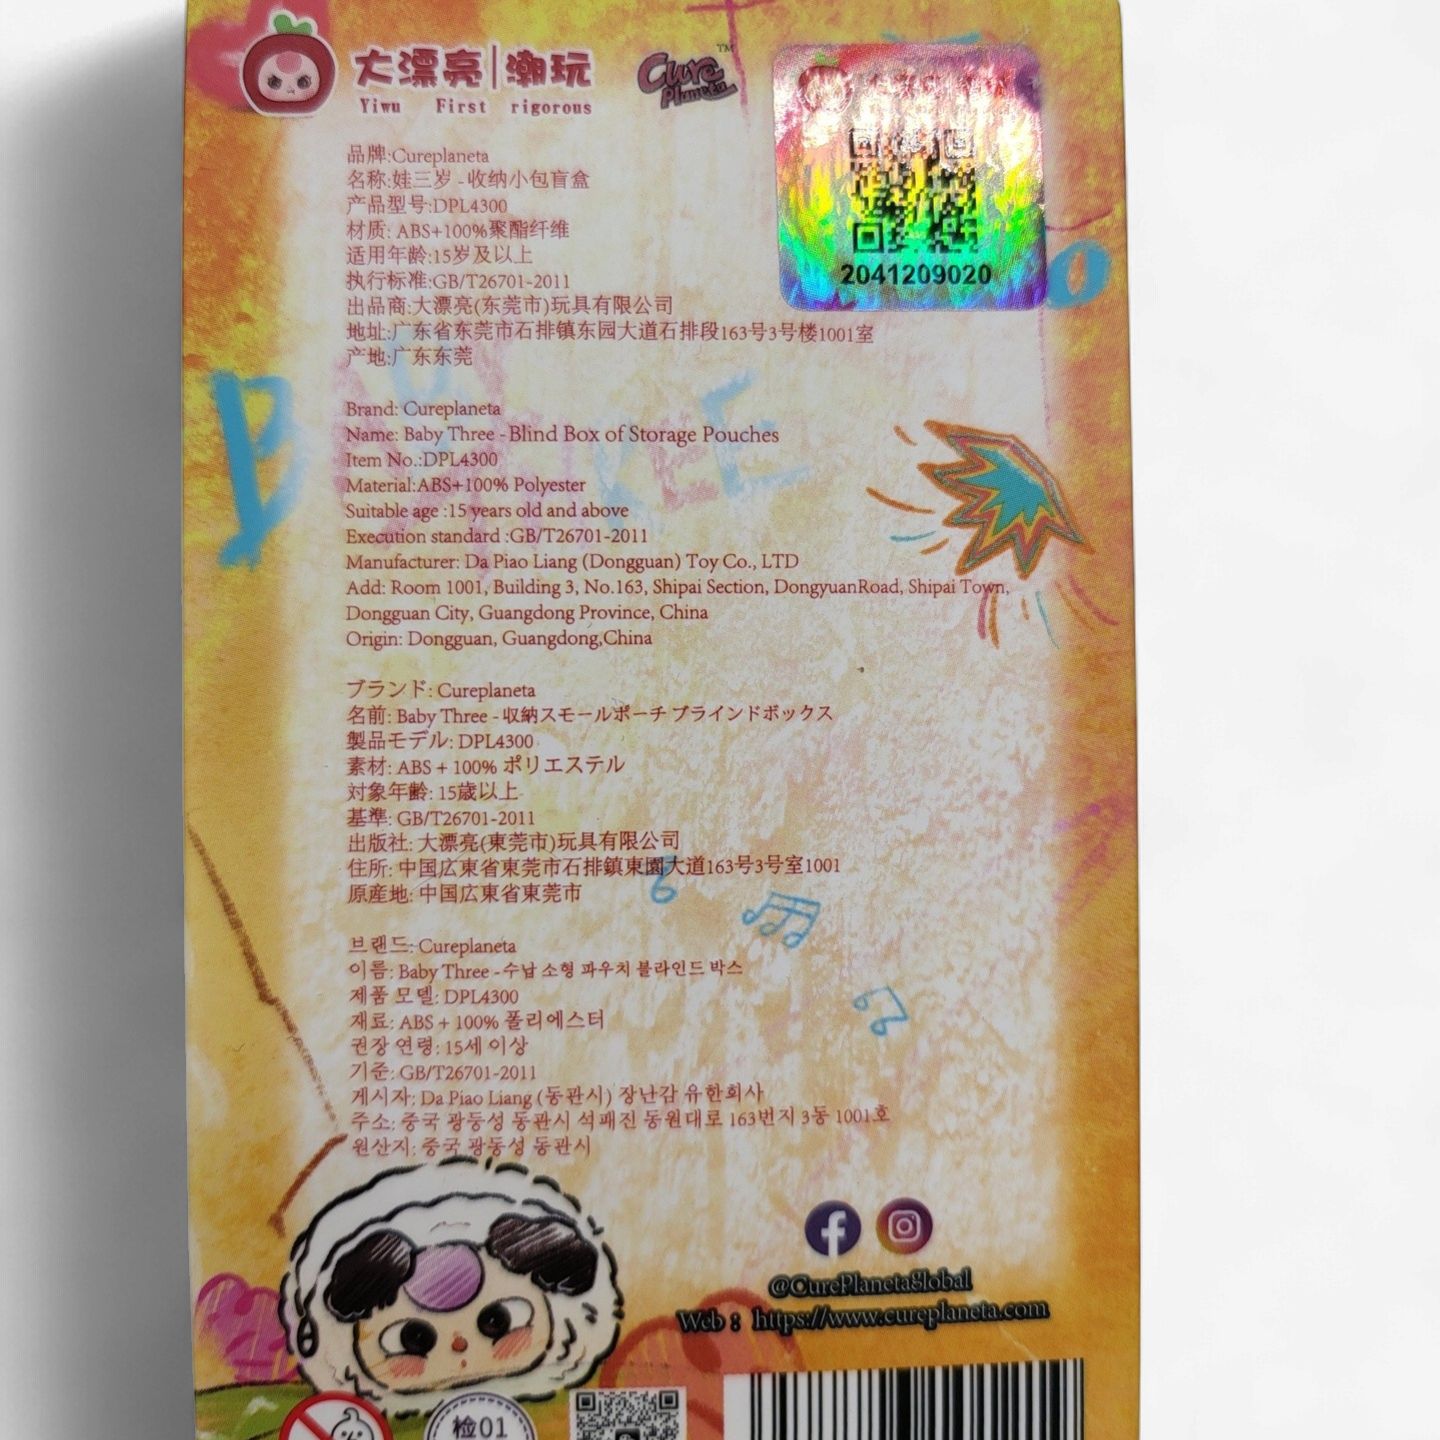 大漂亮|潮玩
Yiwu First rigorous
Cure Planeta™
2041209020
品牌:Cureplaneta
名称:娃三岁 -收纳小包盲盒
产品型号:DPL4300
材质: ABS+100%聚酯纤维
适用年龄:15岁及以上
执行标准:GB/T26701-2011
出品商:大漂亮(东莞市)玩具有限公司
地址:广东省东莞市石排镇东园大道石排段163号3号楼1001室
产地:广东东莞
Brand: Cureplaneta
Name: Baby Three - Blind Box of Storage Pouches
Item No.:DPL4300
Material:ABS+100% Polyester
Suitable age :15 years old and above
Execution standard :GB/T26701-2011
Manufacturer: Da Piao Liang (Dongguan) Toy Co., LTD
Add: Room 1001, Building 3, No.163, Shipai Section, DongyuanRoad, Shipai Town,
Dongguan City, Guangdong Province, China
Origin: Dongguan, Guangdong,China
ブランド: Cureplaneta
名前: Baby Three - 収納スモールポーチ ブラインドボックス
製品モデル: DPL4300
素材: ABS + 100% ポリエステル
対象年齢: 15歳以上
基準: GB/T26701-2011
出版社: 大漂亮(東莞市)玩具有限公司
住所: 中国広東省東莞市石排鎮東園大道163号3号室1001
原産地: 中国広東省東莞市
브랜드: Cureplaneta
이름: Baby Three - 수납 소형 파우치 블라인드 박스
제품 모델: DPL4300
재료: ABS + 100% 폴리에스터
권장 연령: 15세 이상
기준: GB/T26701-2011
게시자: Da Piao Liang (동관시) 장난감 유한회사
주소: 중국 광둥성 동관시 석패진 동원대로 163번지 3동 1001호
원산지: 중국 광동성 동관시
@CurePlanetaGlobal
Web： https://www.cureplaneta.com
检01